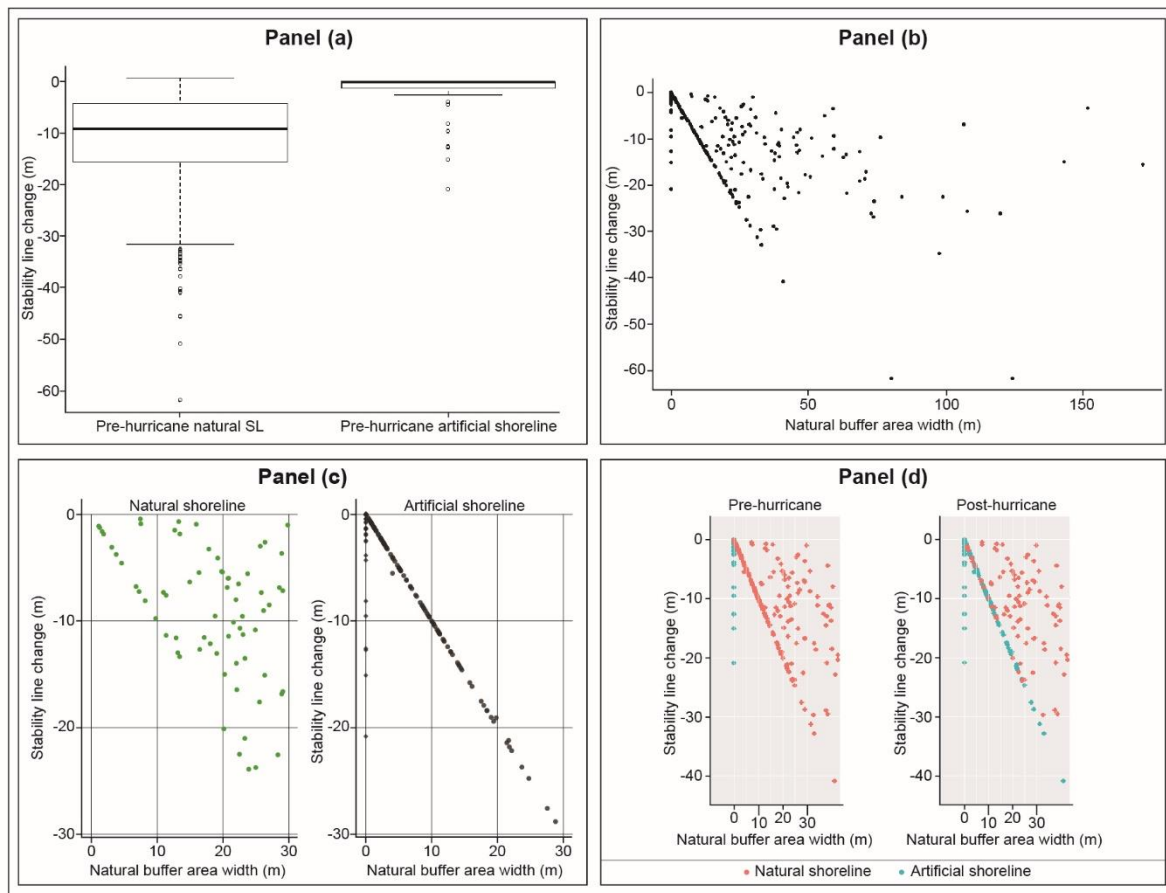 Panel (a)
Stability line change (m)
0
-10
-20
-30
-40
-50
-60
Pre-hurricane natural SL
Pre-hurricane artificial shoreline
Panel (b)
Stability line change (m)
0
-10
-20
-30
-40
-50
-60
0
50
100
150
Natural buffer area width (m)
Panel (c)
Natural shoreline
Artificial shoreline
Stability line change (m)
0
-10
-20
-30
0
10
20
30
Natural buffer area width (m)
Stability line change (m)
0
-10
-20
-30
0
10
20
30
Natural buffer area width (m)
Panel (d)
Pre-hurricane
Post-hurricane
Stability line change (m)
0
-10
-20
-30
-40
0
10
20
30
Natural buffer area width (m)
Stability line change (m)
0
-10
-20
-30
-40
0
10
20
30
Natural buffer area width (m)
Natural shoreline
Artificial shoreline